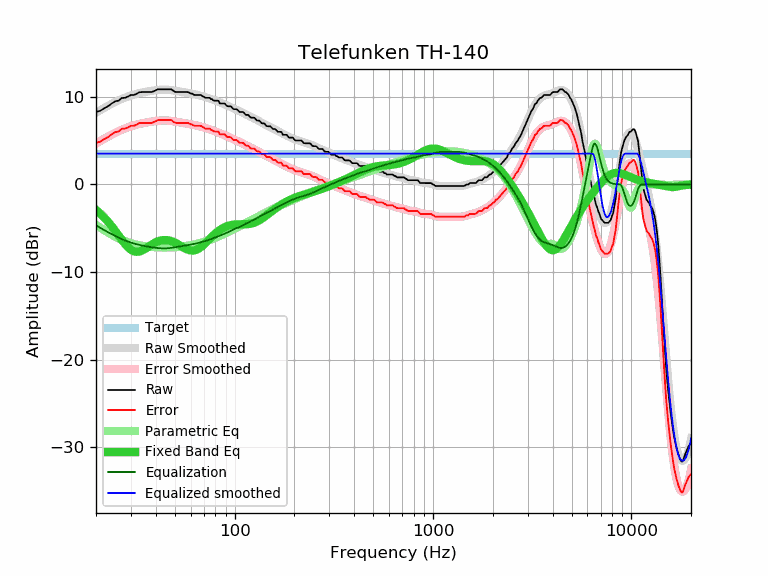 Telefunken TH-140
10
0
−10
−20
−30
Amplitude (dBr)
Target
Raw Smoothed
Error Smoothed
Raw
Error
Parametric Eq
Fixed Band Eq
Equalization
Equalized smoothed
100
1000
10000
Frequency (Hz)